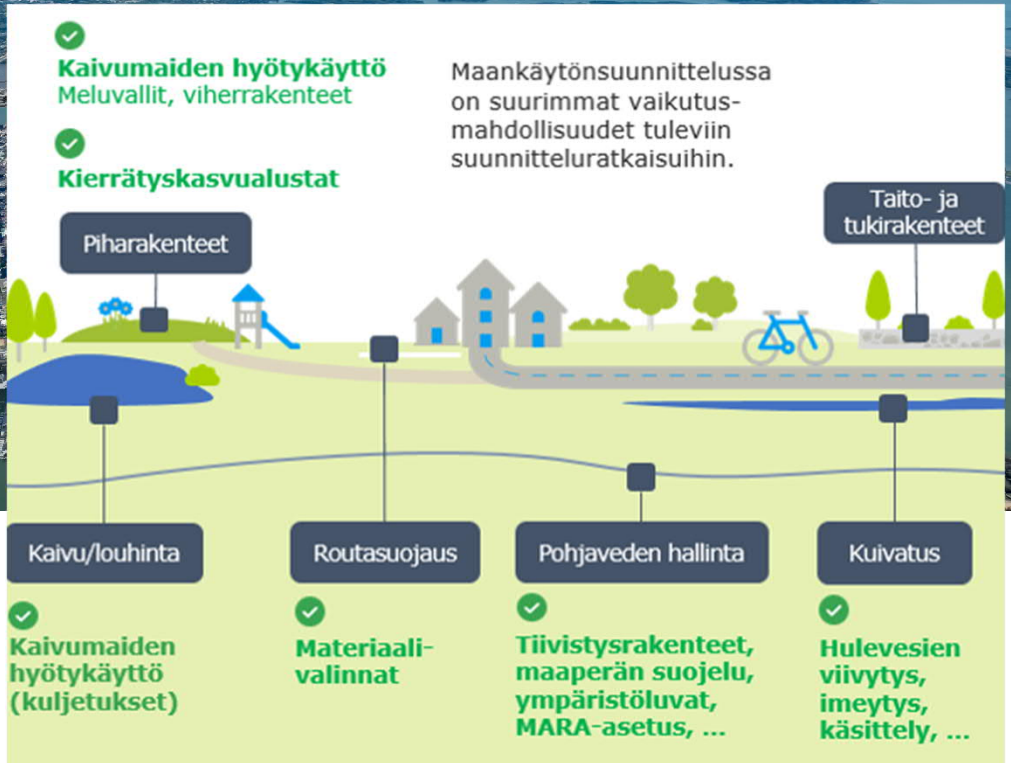 Kaivumaiden hyötykäyttö
Meluvallit, viherrakenteet
Kierrätyskasvualustat
Maankäytönsuunnittelussa
on suurimmat vaikutus-
mahdollisuudet tuleviin
suunnitteluratkaisuihin.
Piharakenteet
Taito- ja
tukirakenteet
Kaivu/louhinta
Routasuojaus
Pohjaveden hallinta
Kuivatus
Kaivumaiden
hyötykäyttö
(kuljetukset)
Materiaali-
valinnat
Tiivistysrakenteet,
maaperän suojelu,
ympäristöluvat,
MARA-asetus, ...
Hulevesien
viivytys,
imeytys,
käsittely, ...